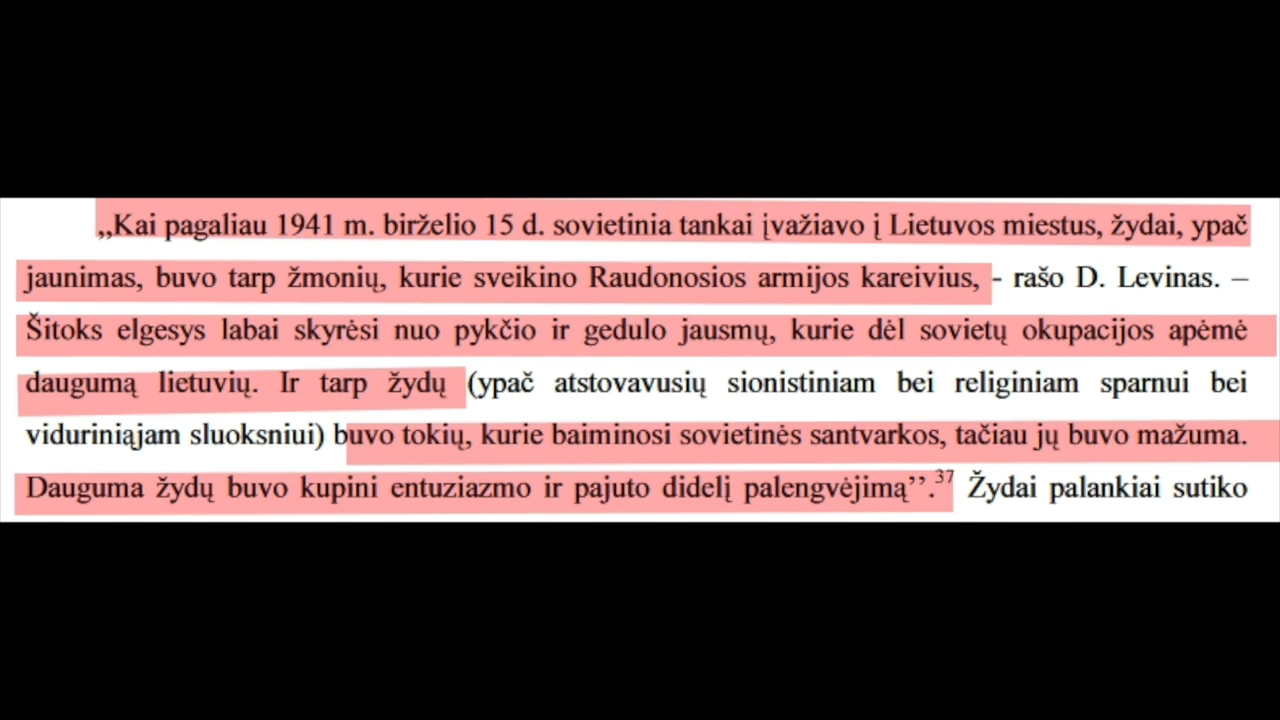 ,,Kai pagaliau 1941 m. birželio 15 d. sovietinia tankai įvažiavo į Lietuvos miestus, žydai, ypač
jaunimas, buvo tarp žmonių, kurie sveikino Raudonosios armijos kareivius, - rašo D. Levinas. –
Šitoks elgesys labai skyrėsi nuo pykčio ir gedulo jausmų, kurie dėl sovietų okupacijos apėmė
daugumą lietuvių. Ir tarp žydų (ypač atstovavusių sionistiniam bei religiniam sparnui bei
viduriniąjam sluoksniui) buvo tokių, kurie baiminosi sovietinės santvarkos, tačiau jų buvo mažuma.
Dauguma žydų buvo kupini entuziazmo ir pajuto didelį palengvėjimą’’.37 Žydai palankiai sutiko